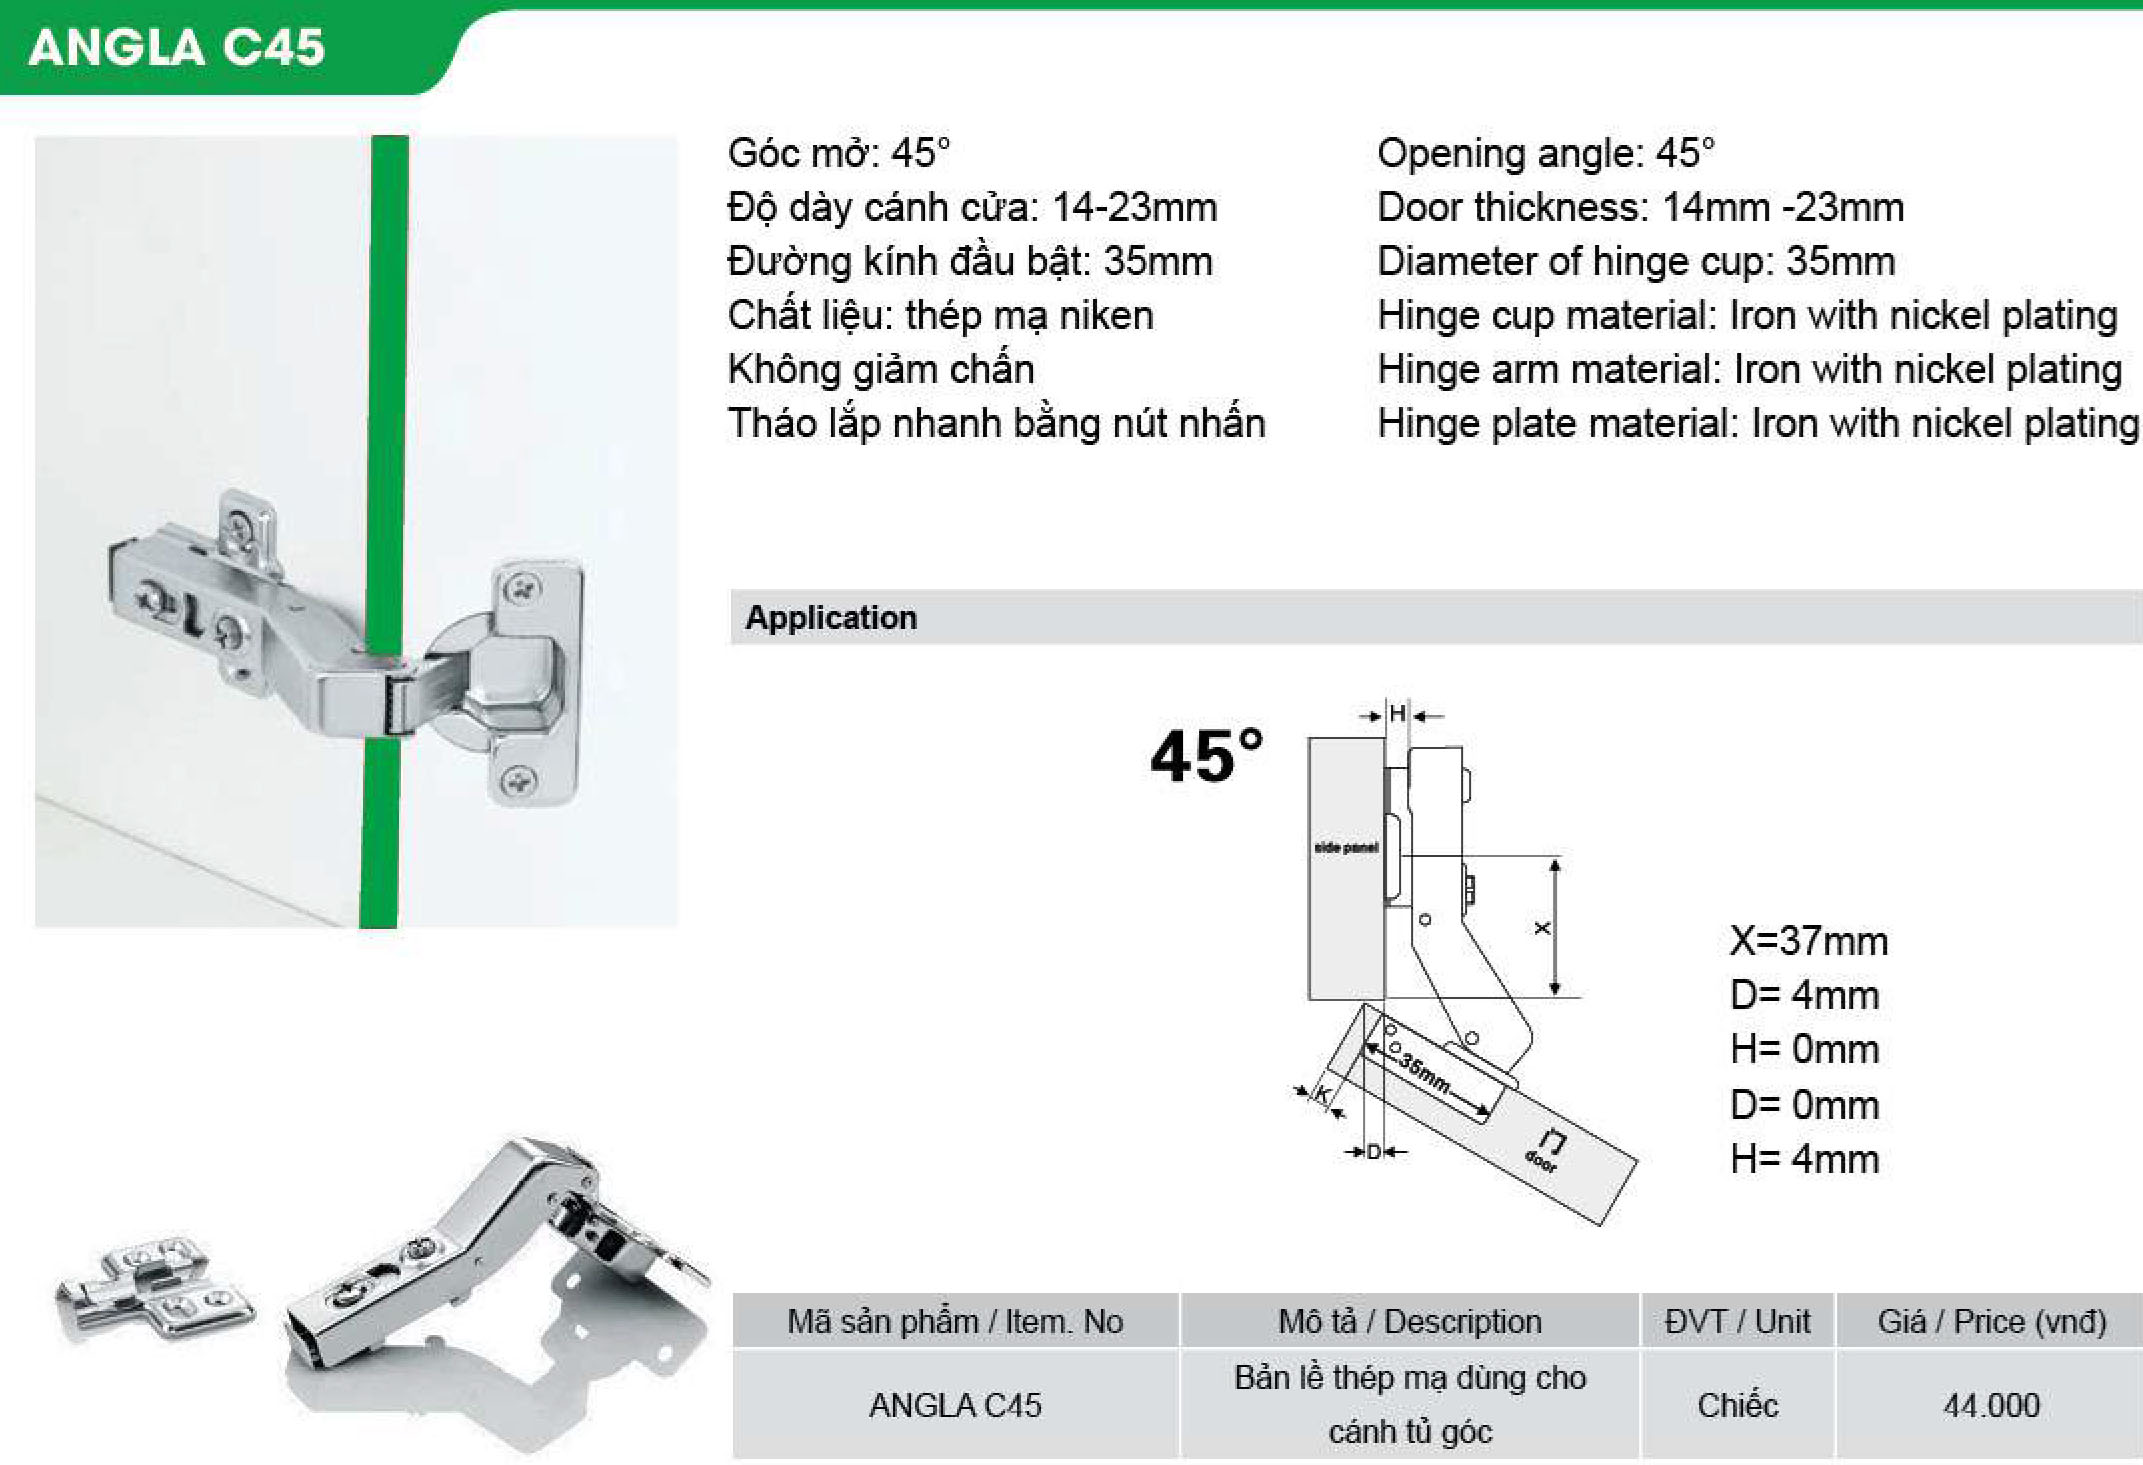 ANGLA C45
Góc mở: 45°
Độ dày cánh cửa: 14-23mm
Đường kính đầu bật: 35mm
Chất liệu: thép mạ niken
Không giảm chấn
Tháo lắp nhanh bằng nút nhấn
Opening angle: 45°
Door thickness: 14mm -23mm
Diameter of hinge cup: 35mm
Hinge cup material: Iron with nickel plating
Hinge arm material: Iron with nickel plating
Hinge plate material: Iron with nickel plating
Application
45°
H
side panel
X
35mm
K
D
door
X=37mm
D= 4mm
H= 0mm
D= 0mm
H= 4mm
Mã sản phẩm / Item. No
Mô tả / Description
ĐVT / Unit
Giá / Price (vnđ)
ANGLA C45
Bản lề thép mạ dùng cho
cánh tủ góc
Chiếc
44.000